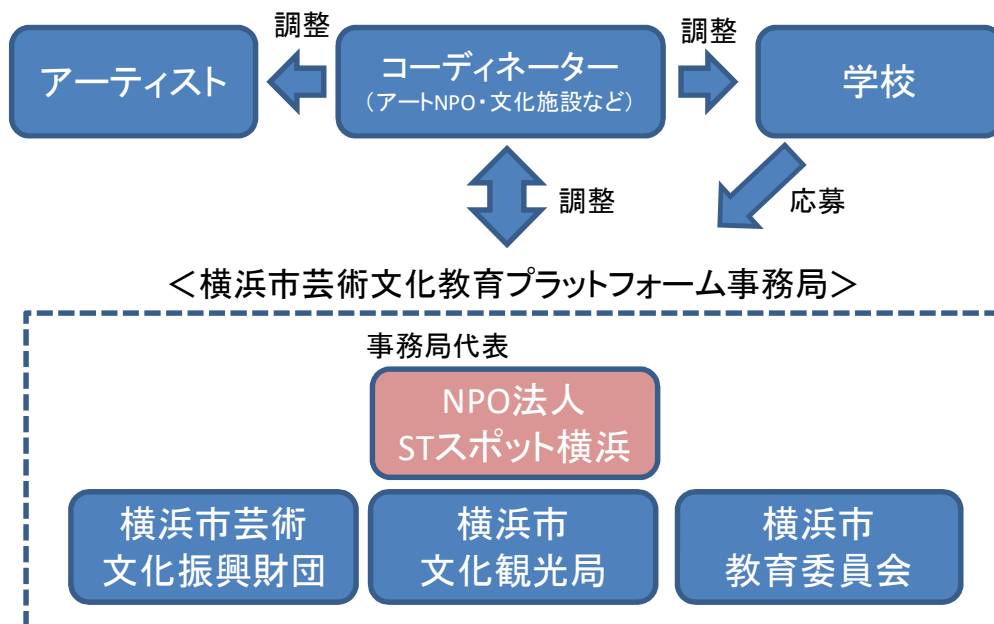 調整
調整
アーティスト
コーディネーター
（アートNPO・文化施設など）
学校
調整
応募
＜横浜市芸術文化教育プラットフォーム事務局＞
事務局代表
NPO法人
STスポット横浜
横浜市芸術
文化振興財団
横浜市
文化観光局
横浜市
教育委員会